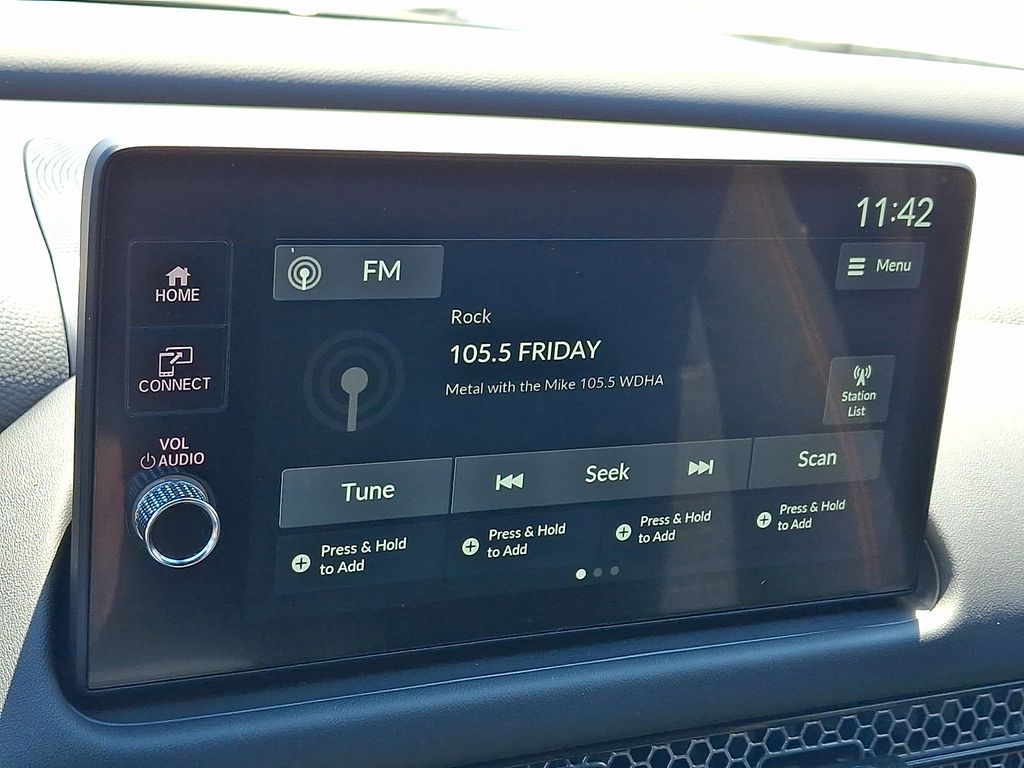 11:42
FM
Menu
HOME
Rock
105.5 FRIDAY
Metal with the Mike 105.5 WDHA
CONNECT
Station
List
VOL
AUDIO
Tune
Seek
Scan
Press & Hold
to Add
Press & Hold
to Add
Press & Hold
to Add
Press & Hold
to Add